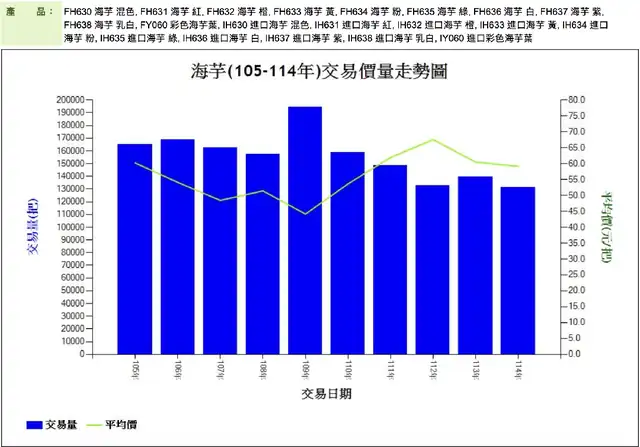 產 品： FH630 海芋 混色, FH631 海芋 紅, FH632 海芋 橙, FH633 海芋 黃, FH634 海芋 粉, FH635 海芋 綠, FH636 海芋 白, FH637 海芋 紫,
FH638 海芋 乳白, FY060 彩色海芋葉, IH630 進口海芋 混色, IH631 進口海芋 紅, IH632 進口海芋 橙, IH633 進口海芋 黃, IH634 進口
海芋 粉, IH635 進口海芋 綠, IH636 進口海芋 白, IH637 進口海芋 紫, IH638 進口海芋 乳白, IY060 進口彩色海芋葉
海芋(105-114年)交易價量走勢圖
交易量(把)
200000
190000
180000
170000
160000
150000
140000
130000
120000
110000
100000
90000
80000
70000
60000
50000
40000
30000
20000
10000
0
80.0
75.0
70.0
65.0
60.0
55.0
50.0
45.0
40.0
35.0
30.0
25.0
20.0
15.0
10.0
5.0
0.0
平均價(元/把)
105年
106年
107年
108年
109年
110年
111年
112年
113年
114年
交易日期
交易量
平均價